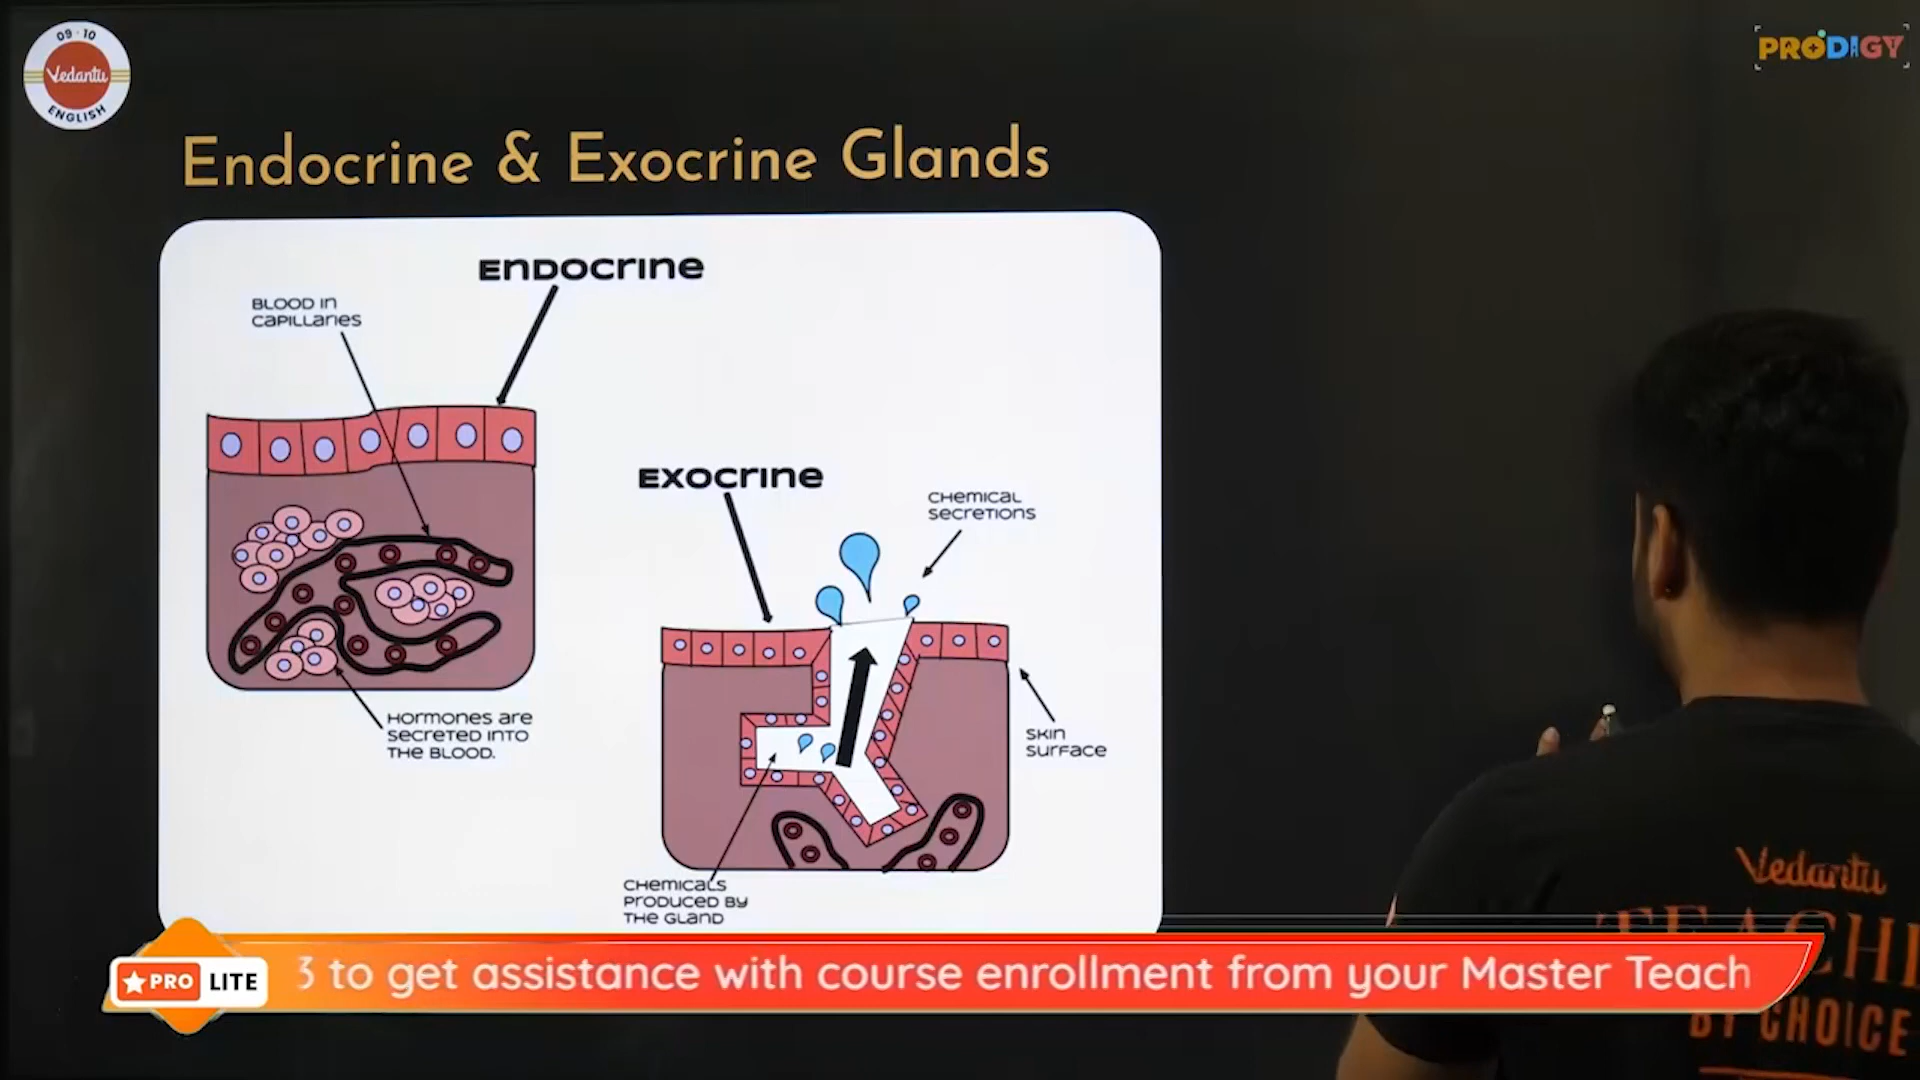 09-10
Vedantu
ENGLISH
PRODIGY
Endocrine & Exocrine Glands
ENDOCRINE
BLOOD IN
CAPILLARIES
EXOCRINE
CHEMICAL
SECRETIONS
HORMONES ARE
SECRETED INTO
THE BLOOD.
SKIN
SURFACE
CHEMICALS
PRODUCED BY
THE GLAND
PRO LITE
3 to get assistance with course enrollment from your Master Teach
Vedantu
BY CHOICE